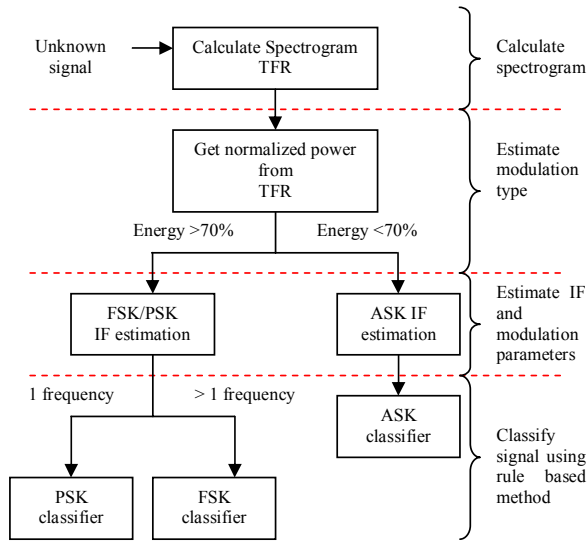 Unknown
signal
Calculate Spectrogram
TFR
Calculate
spectrogram
Get normalized power
from
TFR
Estimate
modulation
type
Energy >70%
Energy <70%
FSK/PSK
IF estimation
ASK IF
estimation
Estimate IF
and
modulation
parameters
1 frequency
> 1 frequency
ASK
classifier
PSK
classifier
FSK
classifier
Classify
signal using
rule based
method